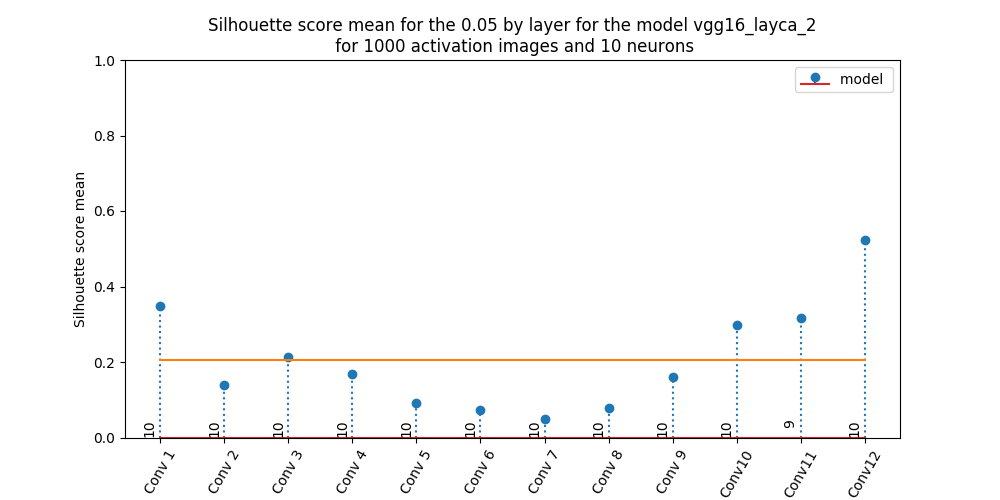 Silhouette score mean for the 0.05 by layer for the model vgg16_layca_2
for 1000 activation images and 10 neurons
model
Silhouette score mean
1.0
0.8
0.6
0.4
0.2
0.0
10 10 10 10 10 10 10 10 10 10 9 10
Conv 1 Conv 2 Conv 3 Conv 4 Conv 5 Conv 6 Conv 7 Conv 8 Conv 9 Conv10 Conv11 Conv12